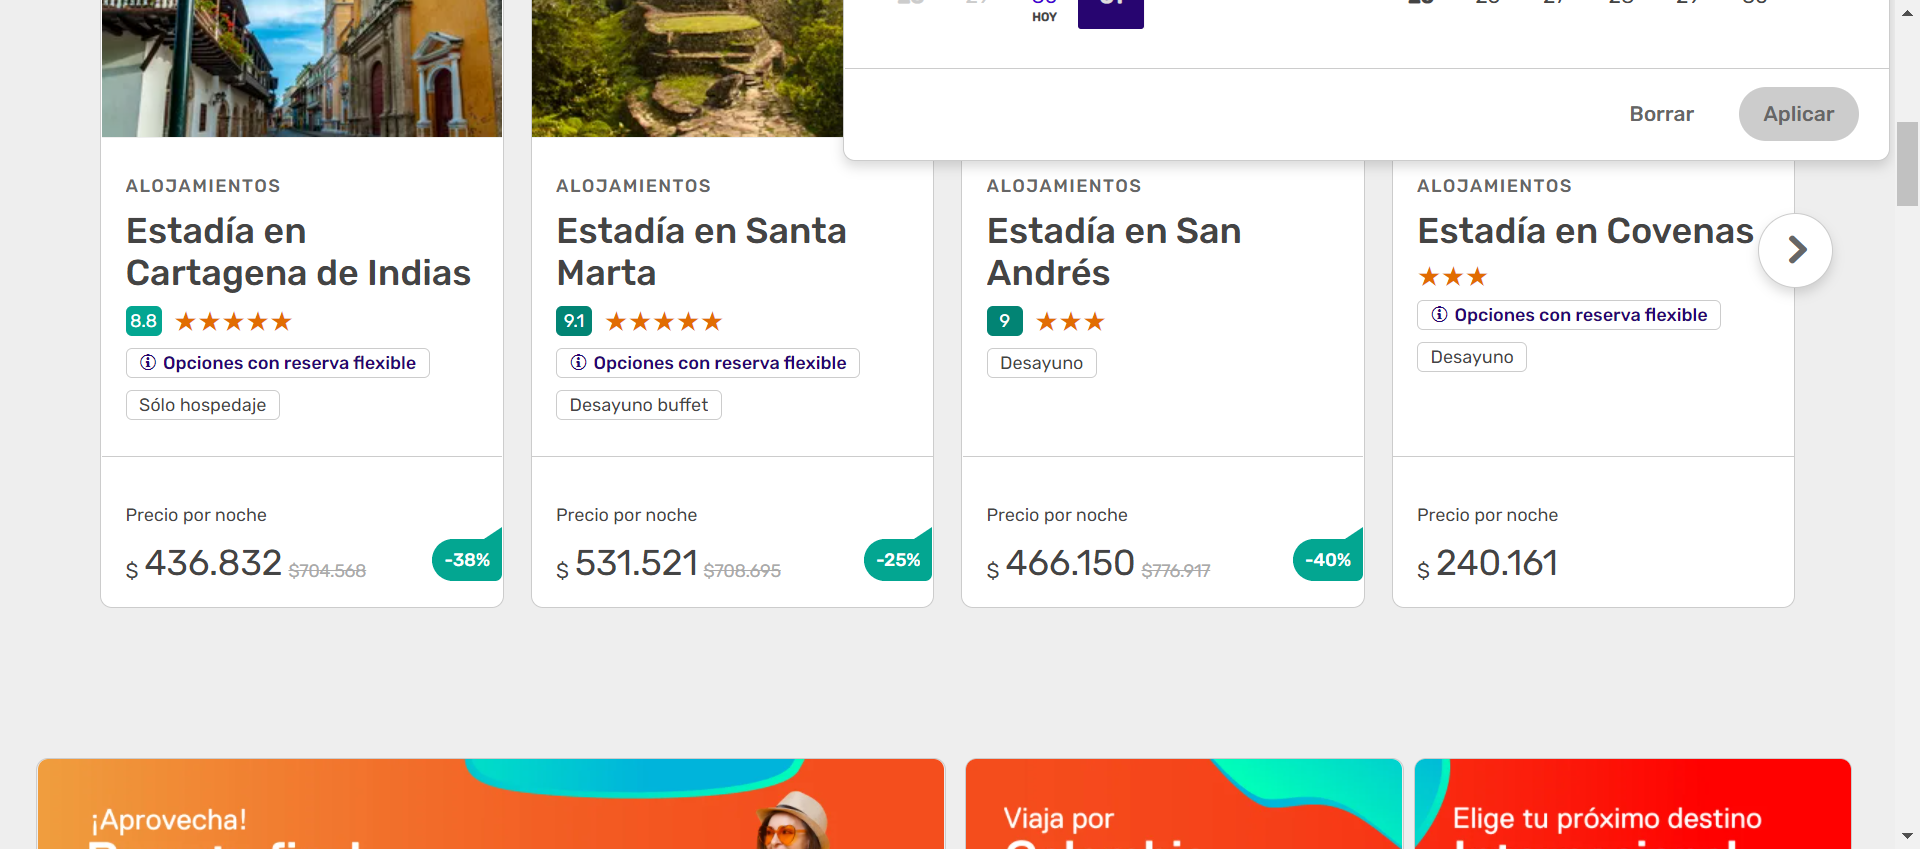 HOY
Borrar
Aplicar
ALOJAMIENTOS
Estadía en
Cartagena de Indias
8.8
Opciones con reserva flexible
Sólo hospedaje
Precio por noche
$ 436.832 $704.568
-38%
ALOJAMIENTOS
Estadía en Santa
Marta
9.1
Opciones con reserva flexible
Desayuno buffet
Precio por noche
$ 531.521 $708.695
-25%
ALOJAMIENTOS
Estadía en San
Andrés
9
Desayuno
Precio por noche
$ 466.150 $776.917
-40%
ALOJAMIENTOS
Estadía en Covenas
Opciones con reserva flexible
Desayuno
Precio por noche
$ 240.161
¡Aprovecha!
Viaja por
Elige tu próximo destino